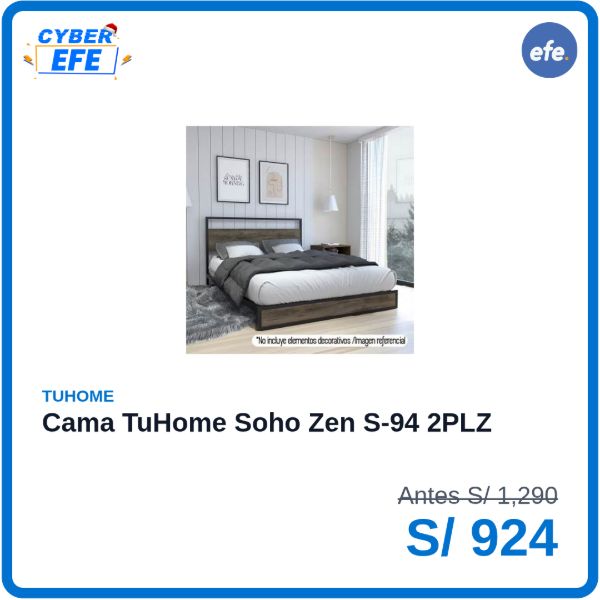 CYBER
EFE
efe.
*No incluye elementos decorativos /Imagen referencial
TUHOME
Cama TuHome Soho Zen S-94 2PLZ
Antes S/ 1,290
S/ 924